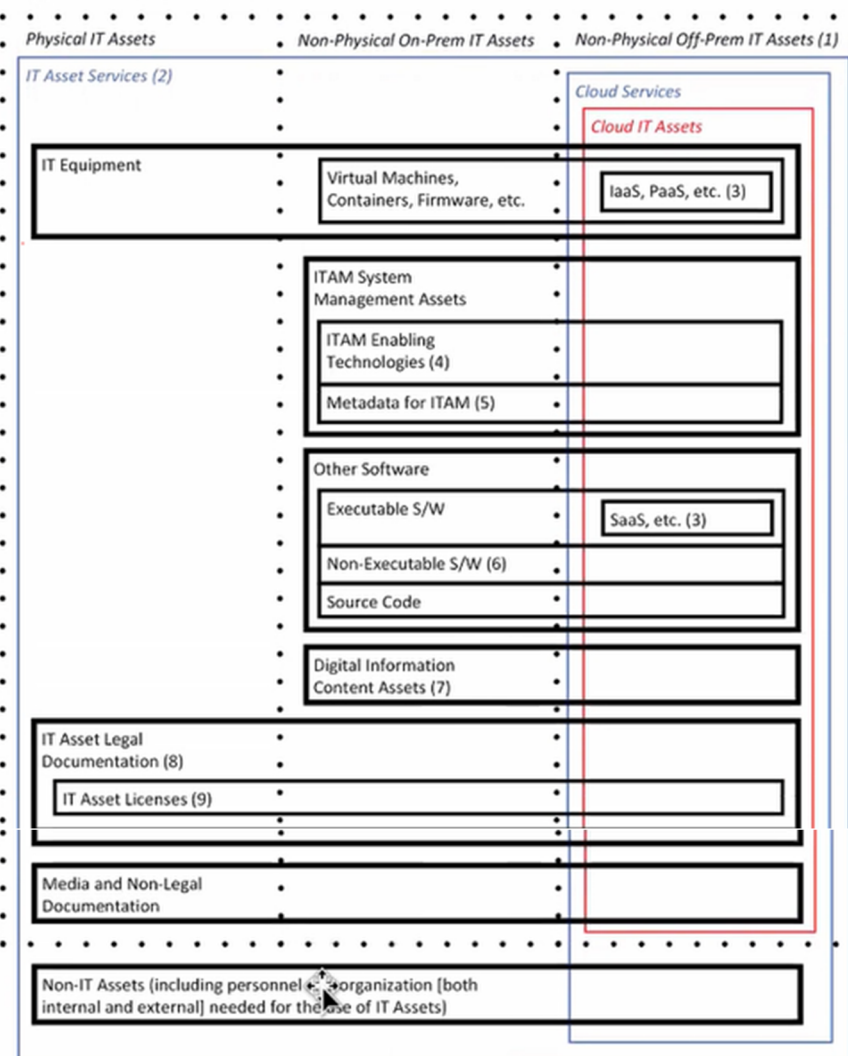 Physical IT Assets
Non-Physical On-Prem IT Assets
Non-Physical Off-Prem IT Assets (1)
IT Asset Services (2)
Cloud Services
Cloud IT Assets
IT Equipment
Virtual Machines,
Containers, Firmware, etc.
IaaS, PaaS, etc. (3)
ITAM System
Management Assets
ITAM Enabling
Technologies (4)
Metadata for ITAM (5)
Other Software
Executable S/W
SaaS, etc. (3)
Non-Executable S/W (6)
Source Code
Digital Information
Content Assets (7)
IT Asset Legal
Documentation (8)
IT Asset Licenses (9)
Media and Non-Legal
Documentation
Non-IT Assets (including personnel organization [both
internal and external] needed for the use of IT Assets)